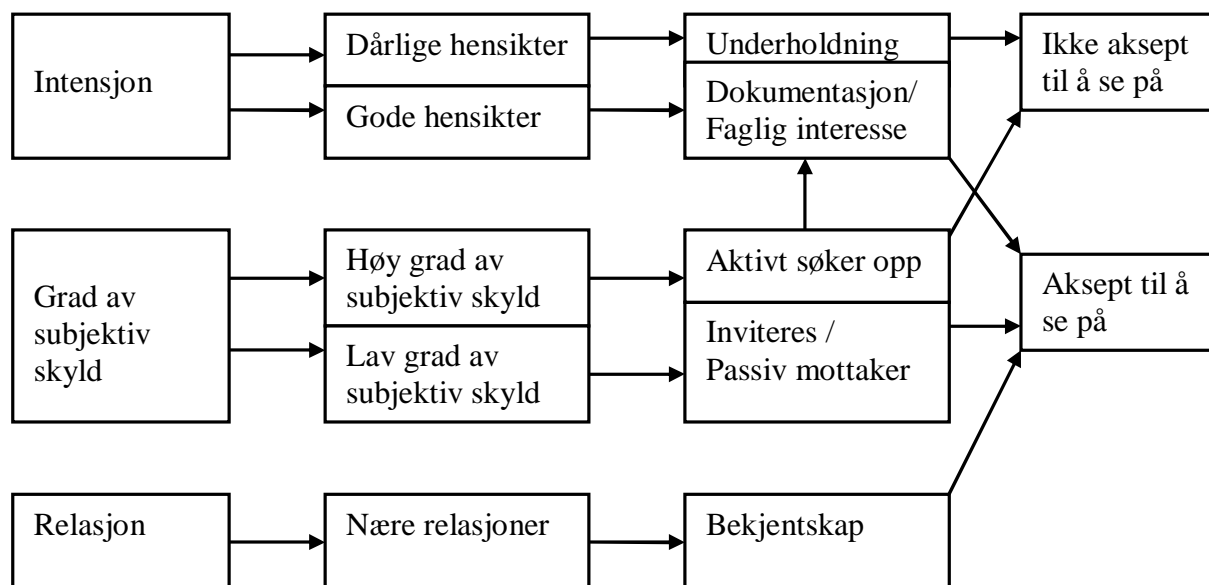 Intensjon
Dårlige hensikter
Gode hensikter
Underholdning
Dokumentasjon/
Faglig interesse
Ikke aksept
til å se på
Grad av
subjektiv
skyld
Høy grad av
subjektiv skyld
Lav grad av
subjektiv skyld
Aktivt søker opp
Inviteres /
Passiv mottaker
Aksept til å
se på
Relasjon
Nære relasjoner
Bekjentskap